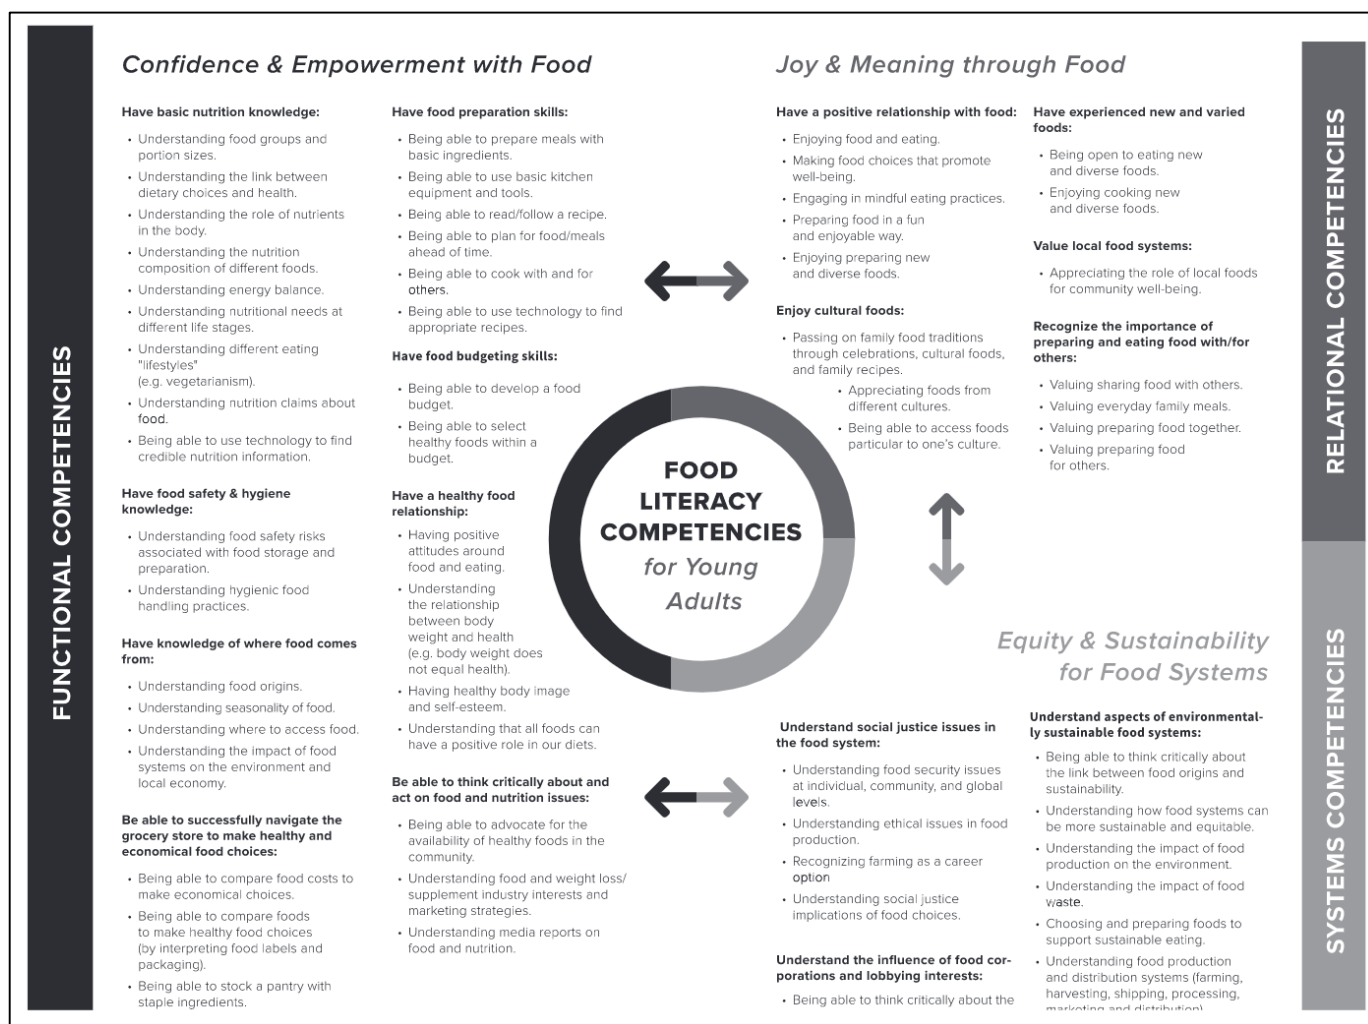 FUNCTIONAL COMPETENCIES
Confidence & Empowerment with Food
Have basic nutrition knowledge:
• Understanding food groups and
portion sizes.
• Understanding the link between
dietary choices and health.
• Understanding the role of nutrients
in the body.
• Understanding the nutrition
composition of different foods.
• Understanding energy balance.
• Understanding nutritional needs at
different life stages.
• Understanding different eating
"lifestyles"
(e.g. vegetarianism).
• Understanding nutrition claims about
food.
• Being able to use technology to find
credible nutrition information.
Have food safety & hygiene
knowledge:
• Understanding food safety risks
associated with food storage and
preparation.
• Understanding hygienic food
handling practices.
Have knowledge of where food comes
from:
• Understanding food origins.
• Understanding seasonality of food.
• Understanding where to access food.
• Understanding the impact of food
systems on the environment and
local economy.
Be able to successfully navigate the
grocery store to make healthy and
economical food choices:
• Being able to compare food costs to
make economical choices.
• Being able to compare foods
to make healthy food choices
(by interpreting food labels and
packaging).
• Being able to stock a pantry with
staple ingredients.
Have food preparation skills:
• Being able to prepare meals with
basic ingredients.
• Being able to use basic kitchen
equipment and tools.
• Being able to read/follow a recipe.
• Being able to plan for food/meals
ahead of time.
• Being able to cook with and for
others.
• Being able to use technology to find
appropriate recipes.
Have food budgeting skills:
• Being able to develop a food
budget.
• Being able to select
healthy foods within a
budget.
Have a healthy food
relationship:
• Having positive
attitudes around
food and eating.
• Understanding
the relationship
between body
weight and health
(e.g. body weight does
not equal health).
• Having healthy body image
and self-esteem.
• Understanding that all foods can
have a positive role in our diets.
Be able to think critically about and
act on food and nutrition issues:
• Being able to advocate for the
availability of healthy foods in the
community.
• Understanding food and weight loss/
supplement industry interests and
marketing strategies.
• Understanding media reports on
food and nutrition.
FOOD
LITERACY
COMPETENCIES
for Young
Adults
Joy & Meaning through Food
Have a positive relationship with food:
• Enjoying food and eating.
• Making food choices that promote
well-being.
• Engaging in mindful eating practices.
• Preparing food in a fun
and enjoyable way.
• Enjoying preparing new
and diverse foods.
Enjoy cultural foods:
• Passing on family food traditions
through celebrations, cultural foods,
and family recipes.
• Appreciating foods from
different cultures.
• Being able to access foods
particular to one's culture.
Have experienced new and varied
foods:
• Being open to eating new
and diverse foods.
• Enjoying cooking new
and diverse foods.
Value local food systems:
• Appreciating the role of local foods
for community well-being.
Recognize the importance of
preparing and eating food with/for
others:
• Valuing sharing food with others.
• Valuing everyday family meals.
• Valuing preparing food together.
• Valuing preparing food
for others.
RELATIONAL COMPETENCIES
Equity & Sustainability
for Food Systems
Understand social justice issues in
the food system:
• Understanding food security issues
at individual, community, and global
levels.
• Understanding ethical issues in food
production.
• Recognizing farming as a career
option
• Understanding social justice
implications of food choices.
Understand the influence of food cor-
porations and lobbying interests:
• Being able to think critically about the
Understand aspects of environmental-
ly sustainable food systems:
• Being able to think critically about
the link between food origins and
sustainability.
• Understanding how food systems can
be more sustainable and equitable.
• Understanding the impact of food
production on the environment.
• Understanding the impact of food
waste.
• Choosing and preparing foods to
support sustainable eating.
• Understanding food production
and distribution systems (farming,
harvesting, shipping, processing,
marketing and distribution)
SYSTEMS COMPETENCIES